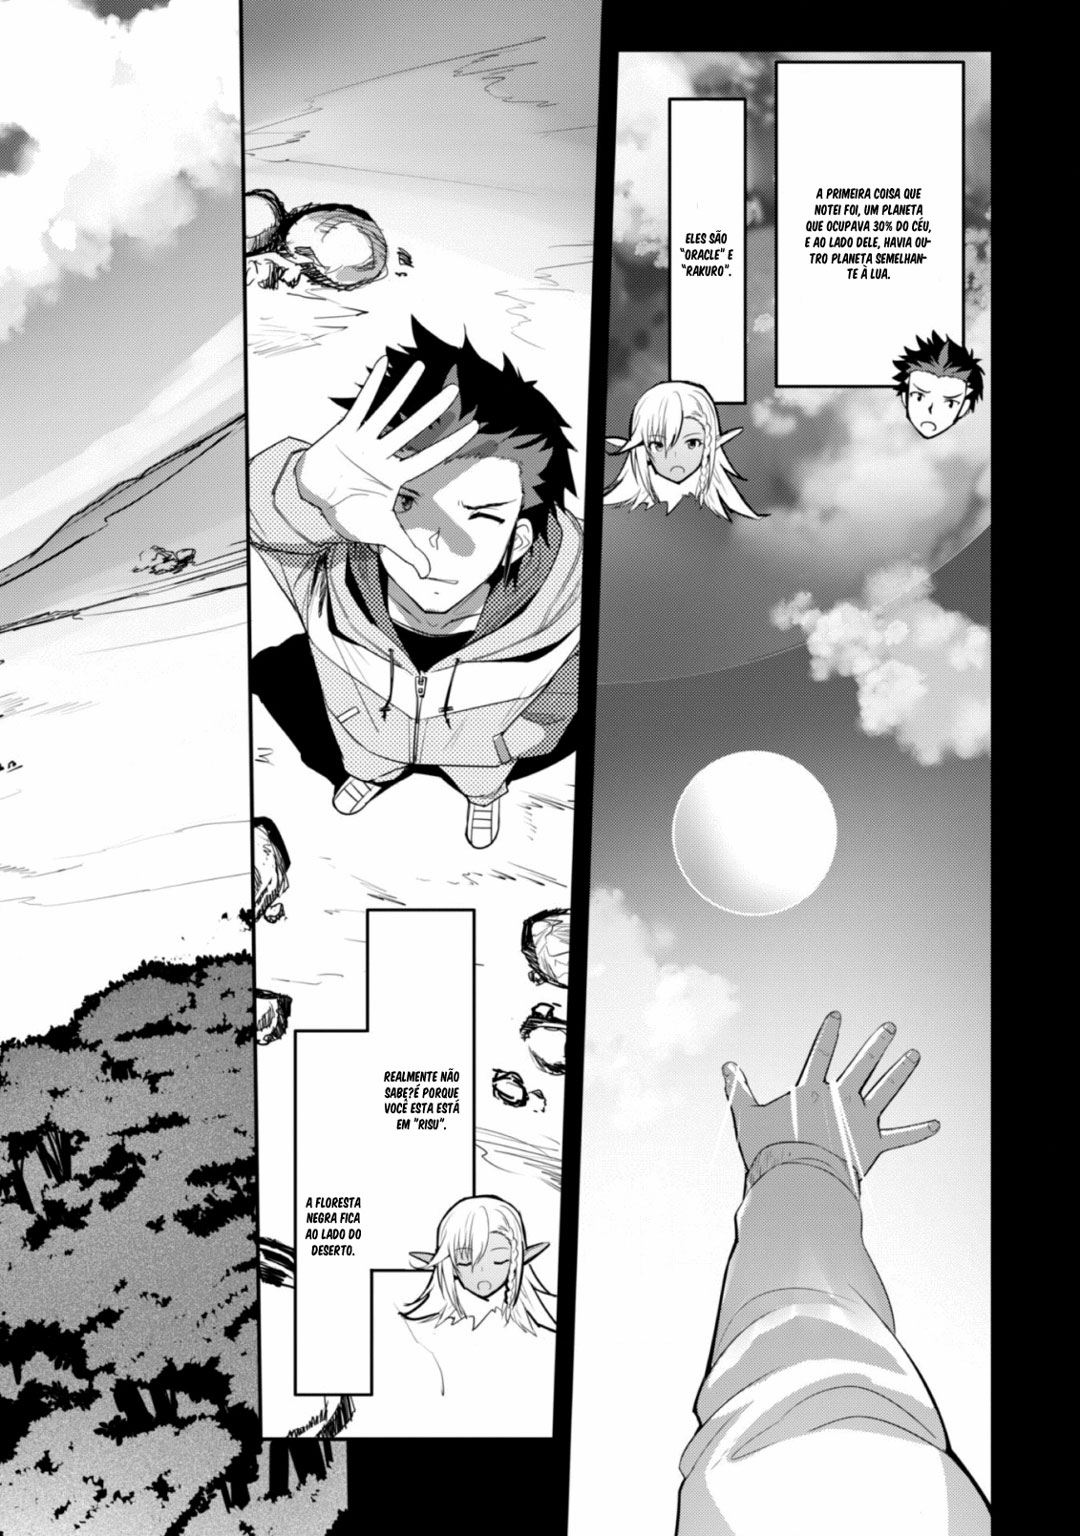 A PRIMEIRA COISA QUE
NOTEI FOI, UM PLANETA
QUE OCUPAVA 30% DO CÉU,
E AO LADO DELE, HAVIA OU-
TRO PLANETA SEMELHAN-
TE À LUA.
ELES SÃO
"ORACLE" E
"RAKURO".
REALMENTE NÃO
SABE?É PORQUE
VOCÊ ESTA ESTÁ
EM "RISU".
A FLORESTA
NEGRA FICA
AO LADO DO
DESERTO.